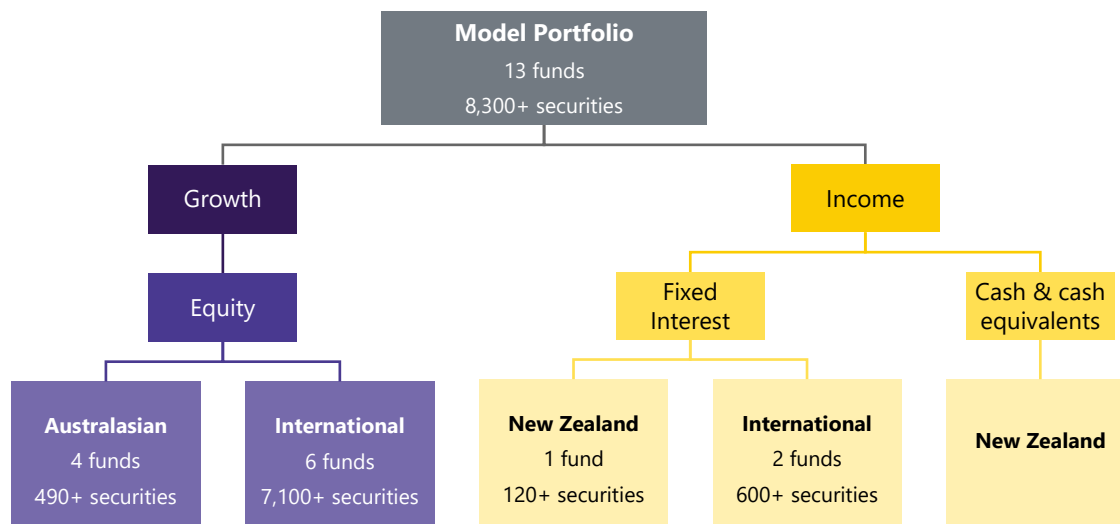 Model Portfolio
13 funds
8,300+ securities
Growth
Income
Equity
Fixed
Interest
Cash & cash
equivalents
Australasian
4 funds
490+ securities
International
6 funds
7,100+ securities
New Zealand
1 fund
120+ securities
International
2 funds
600+ securities
New Zealand